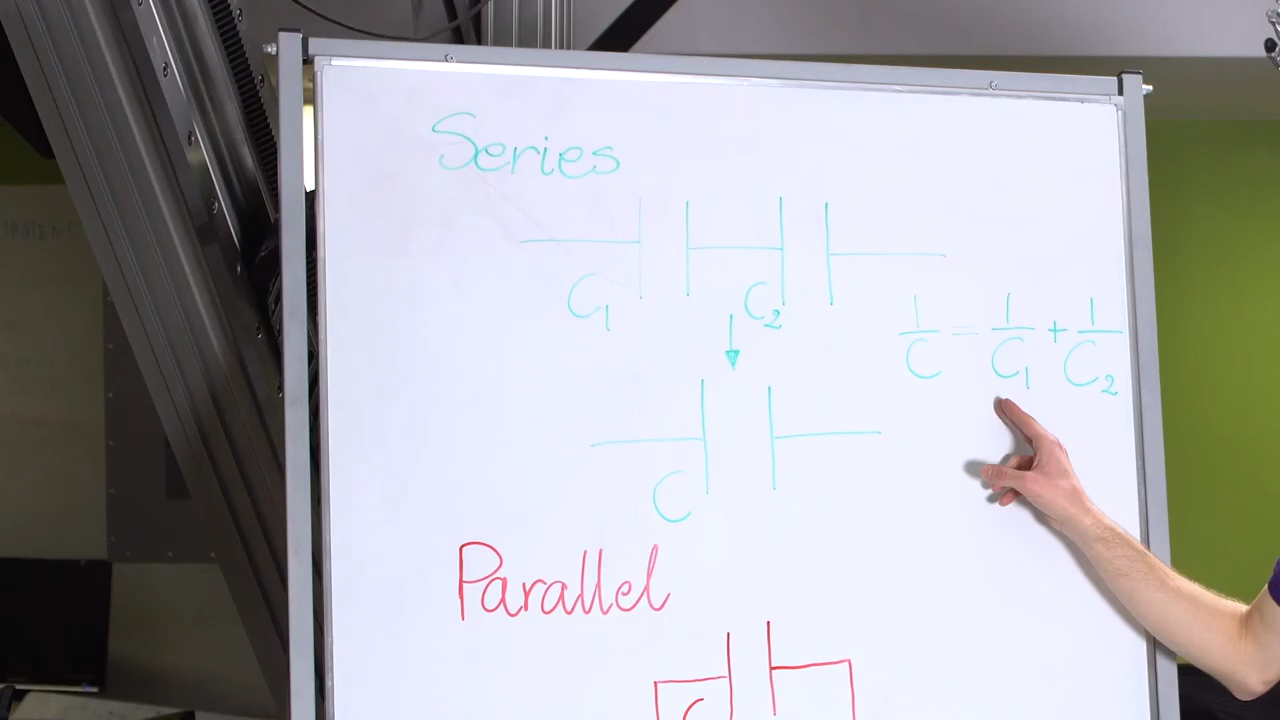 Series
C₁ C₂
1/C = 1/C₁ + 1/C₂
C
Parallel
C